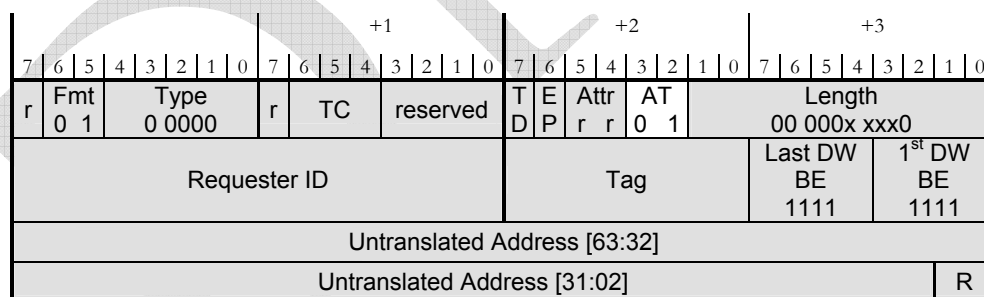 +1 +2 +3
7 6 5 4 3 2 1 0 7 6 5 4 3 2 1 0 7 6 5 4 3 2 1 0 7 6 5 4 3 2 1 0
r Fmt Type r TC reserved T E Attr AT Length
0 1 0 0000 D P r r 0 1 00 000x xxx0
Requester ID Tag Last DW 1st DW
BE BE
1111 1111
Untranslated Address [63:32]
Untranslated Address [31:02] R